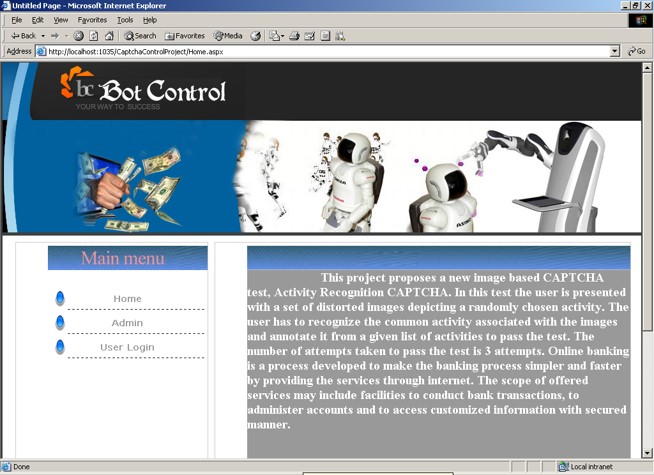 Untitled Page - Microsoft Internet Explorer
File Edit View Favorites Tools Help
Back Search Favorites Media
Address http://localhost:1035/CaptchaControlProject/Home.aspx Go
bc Bot Control
YOUR WAY TO SUCCESS
Main menu
Home
Admin
User Login
This project proposes a new image based CAPTCHA
test, Activity Recognition CAPTCHA. In this test the user is presented
with a set of distorted images depicting a randomly chosen activity. The
user has to recognize the common activity associated with the images
and annotate it from a given list of activities to pass the test. The
number of attempts taken to pass the test is 3 attempts. Online banking
is a process developed to make the banking process simpler and faster
by providing the services through internet. The scope of offered
services may include facilities to conduct bank transactions, to
administer accounts and to access customized information with secured
manner.
Done Local intranet